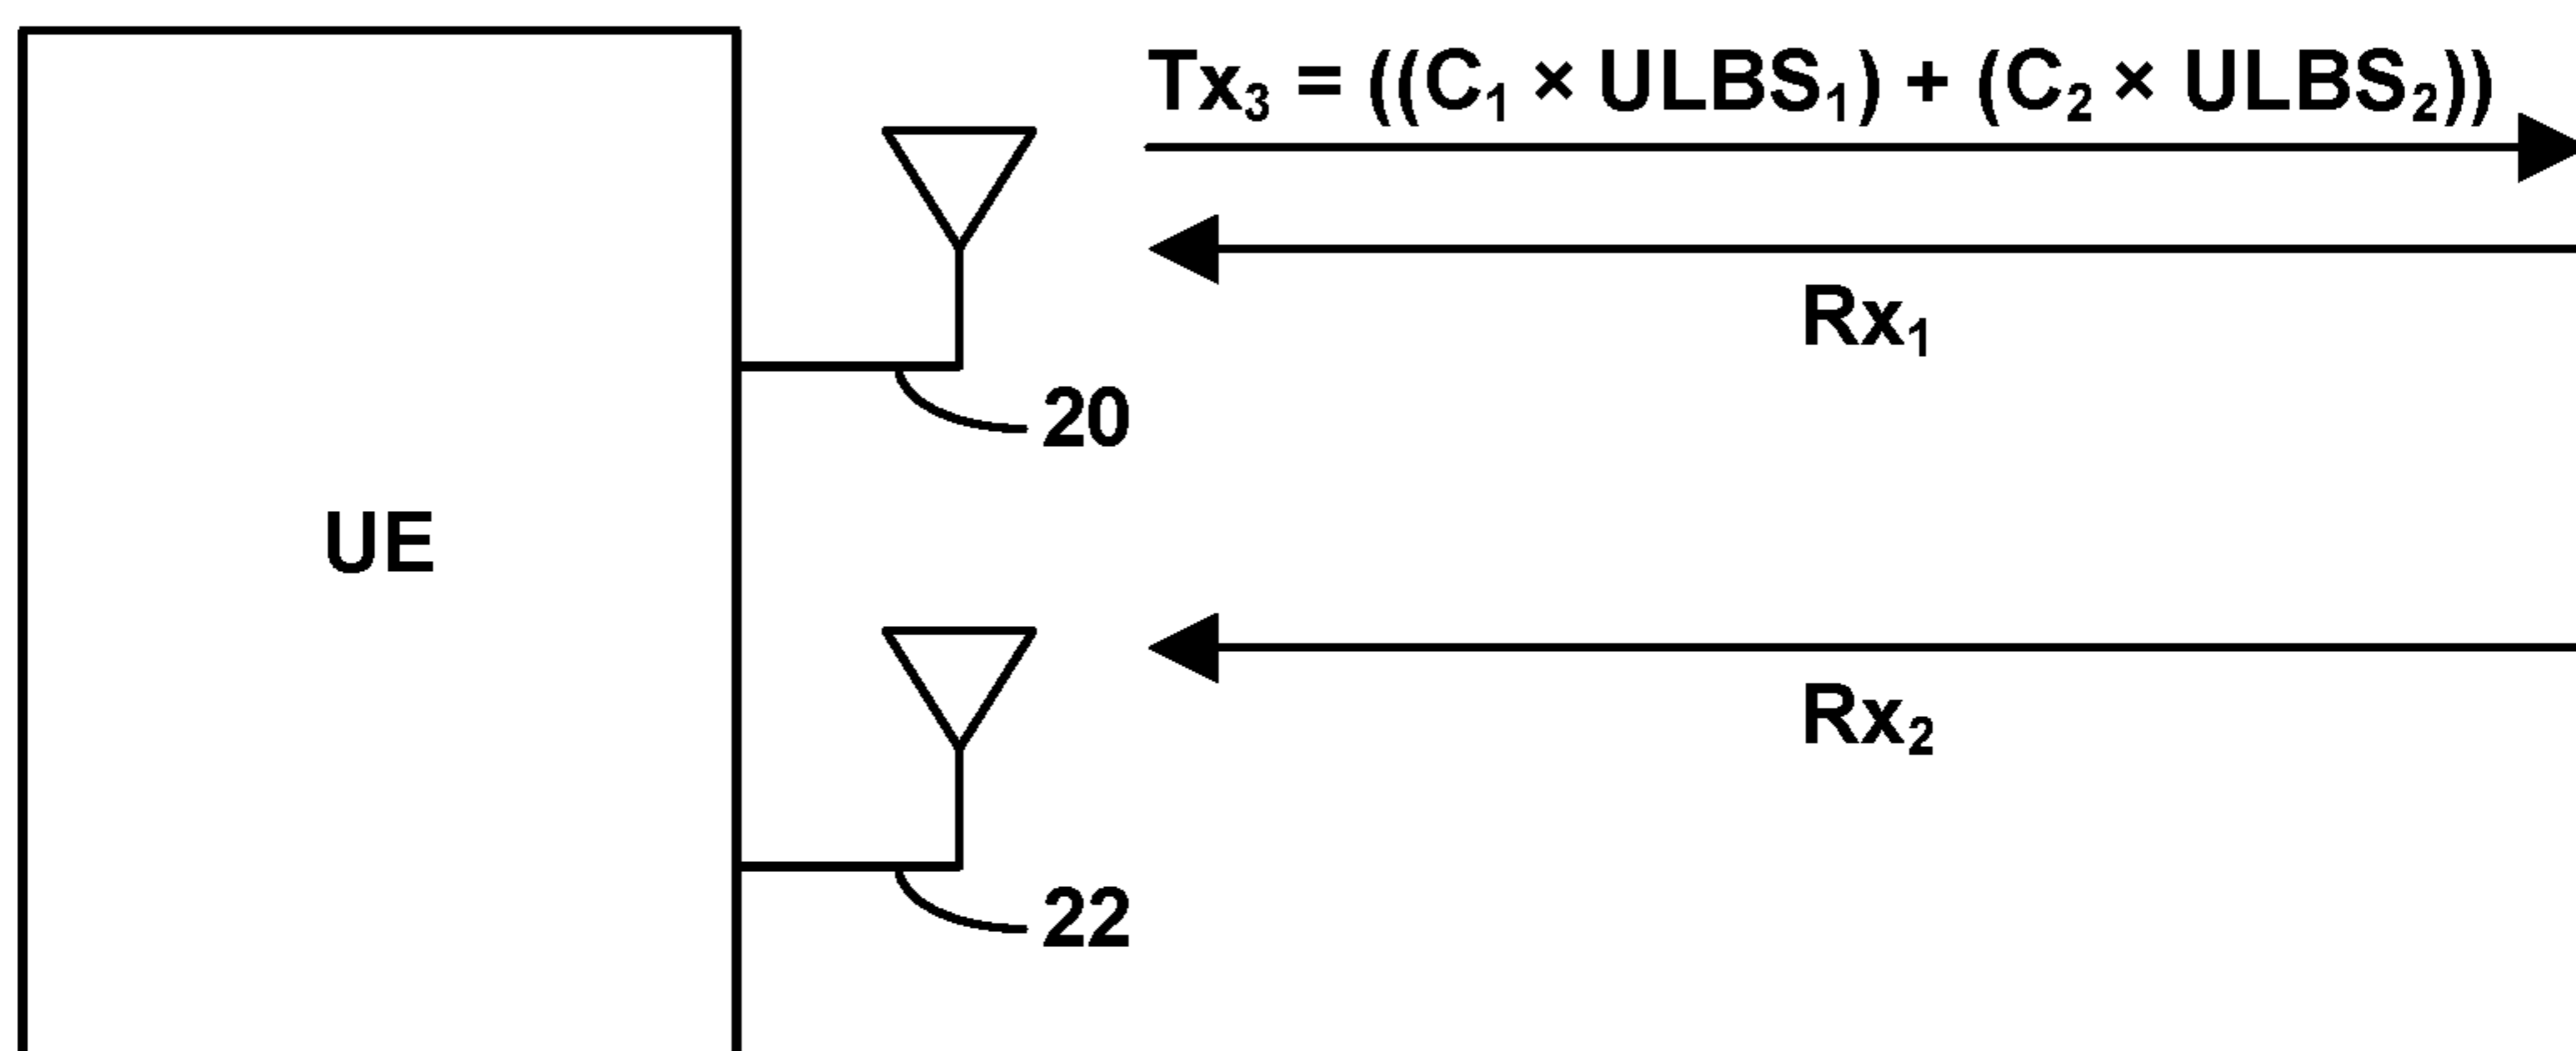 Tx₃ = ((C₁ × ULBS₁) + (C₂ × ULBS₂))
Rx₁
20
UE
Rx₂
22